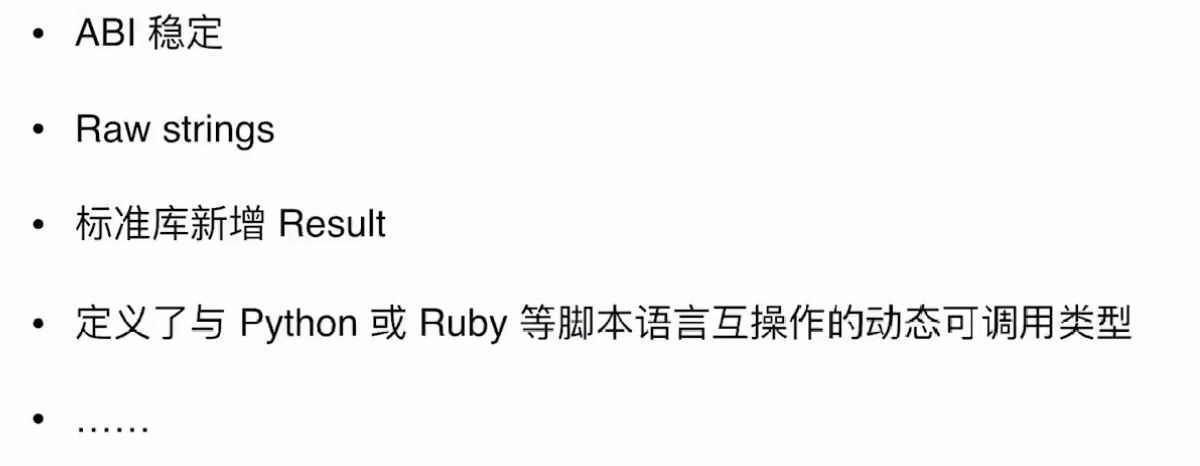 • ABI 稳定
• Raw strings
• 标准库新增 Result
• 定义了与 Python 或 Ruby 等脚本语言互操作的动态可调用类型
• ……